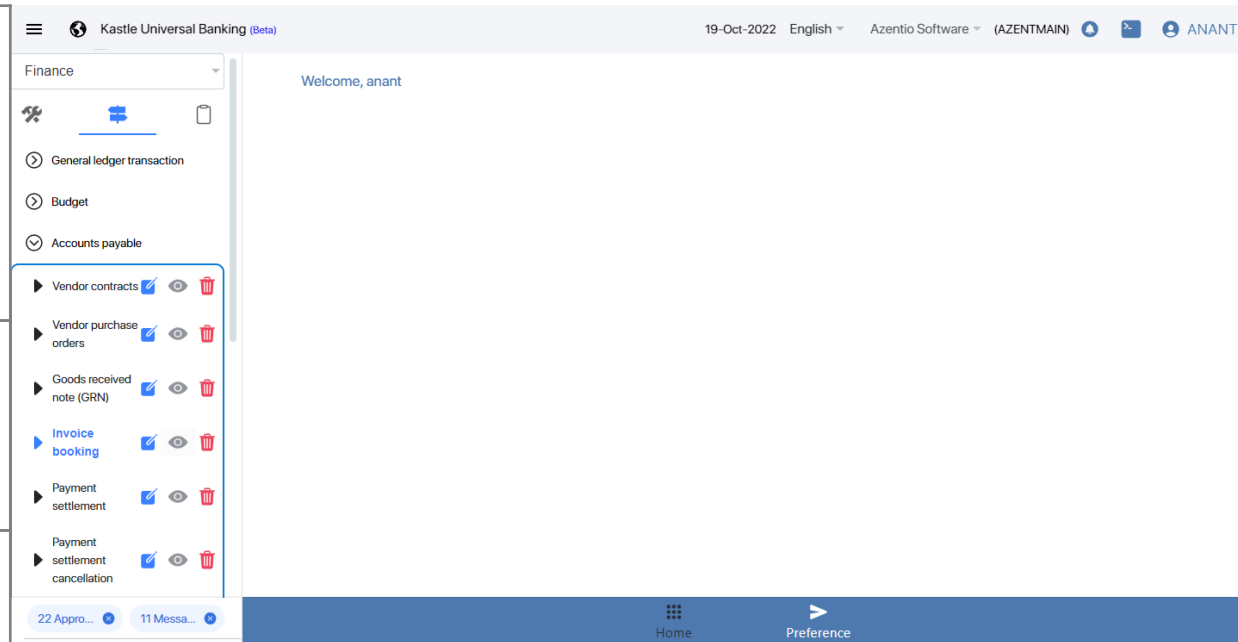 Kastle Universal Banking (Beta)
19-Oct-2022 English Azentio Software (AZENTMAIN) ANANT
Finance
Welcome, anant
General ledger transaction
Budget
Accounts payable
Vendor contracts
Vendor purchase
orders
Goods received
note (GRN)
Invoice
booking
Payment
settlement
Payment
settlement
cancellation
22 Appro... 11 Messa...
Home Preference